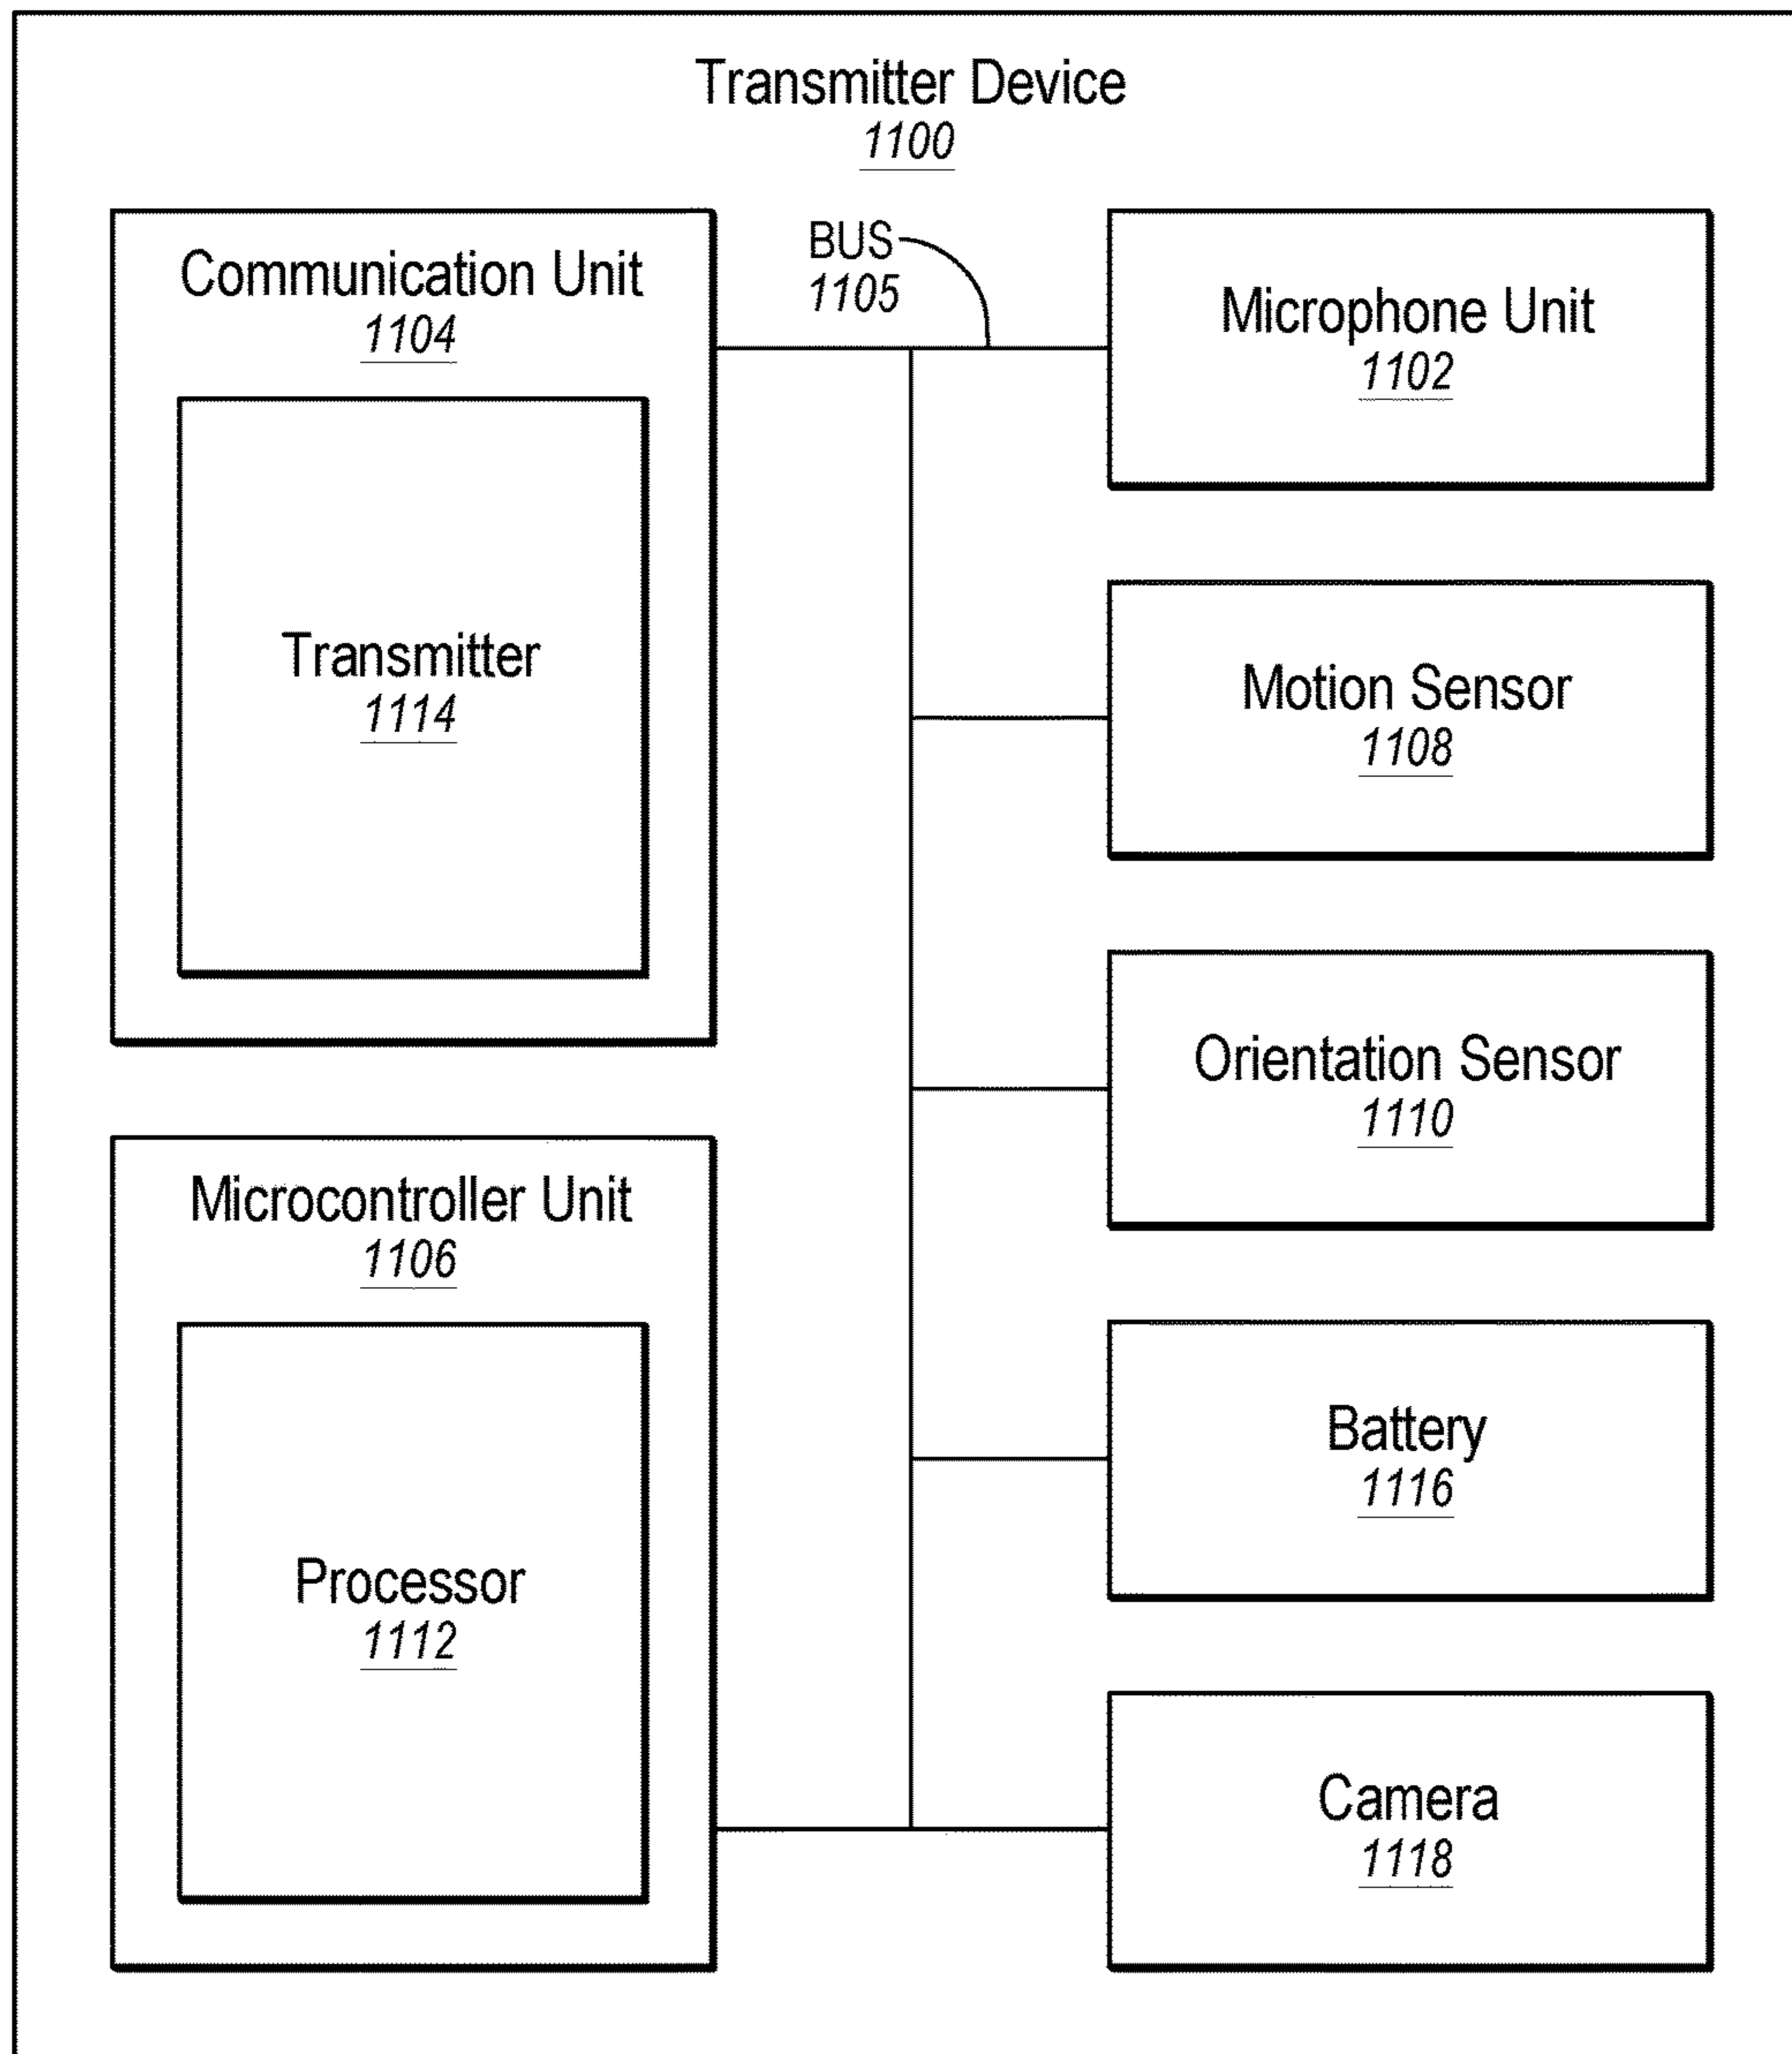 Transmitter Device
1100
Communication Unit
1104
Transmitter
1114
BUS
1105
Microphone Unit
1102
Motion Sensor
1108
Orientation Sensor
1110
Microcontroller Unit
1106
Processor
1112
Battery
1116
Camera
1118